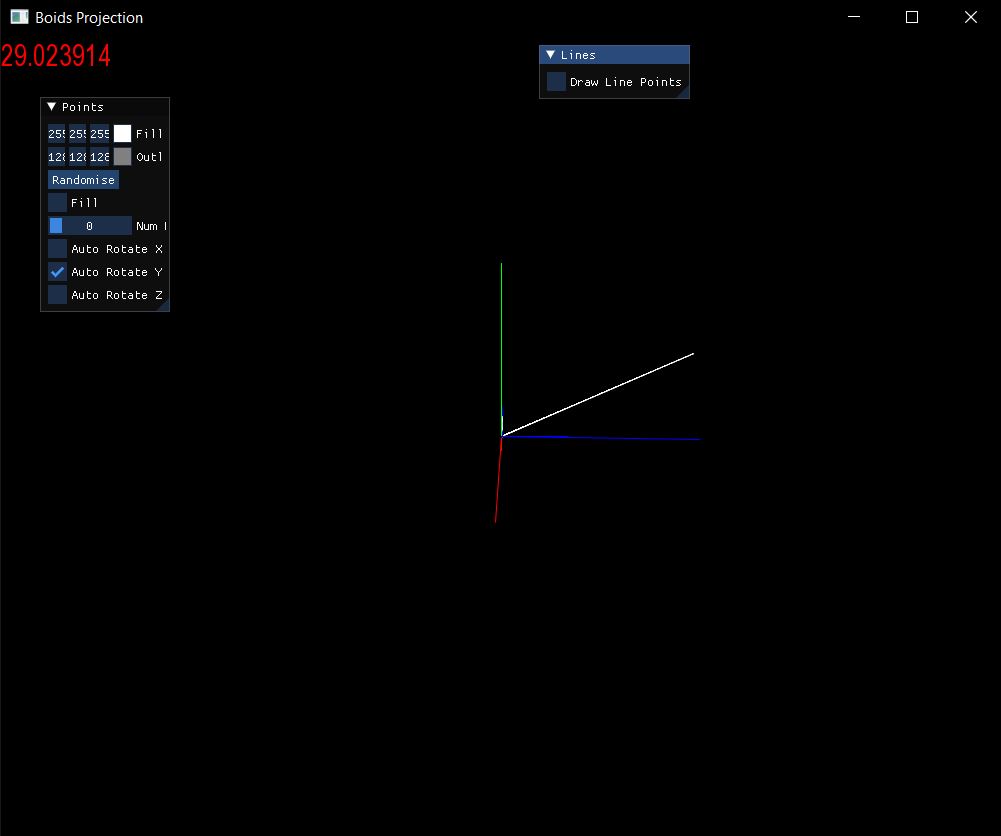 Boids Projection
29.023914
Lines
Draw Line Points
Points
255 255 255 Fill
128 128 128 Outl
Randomise
Fill
0 Num
Auto Rotate X
Auto Rotate Y
Auto Rotate Z